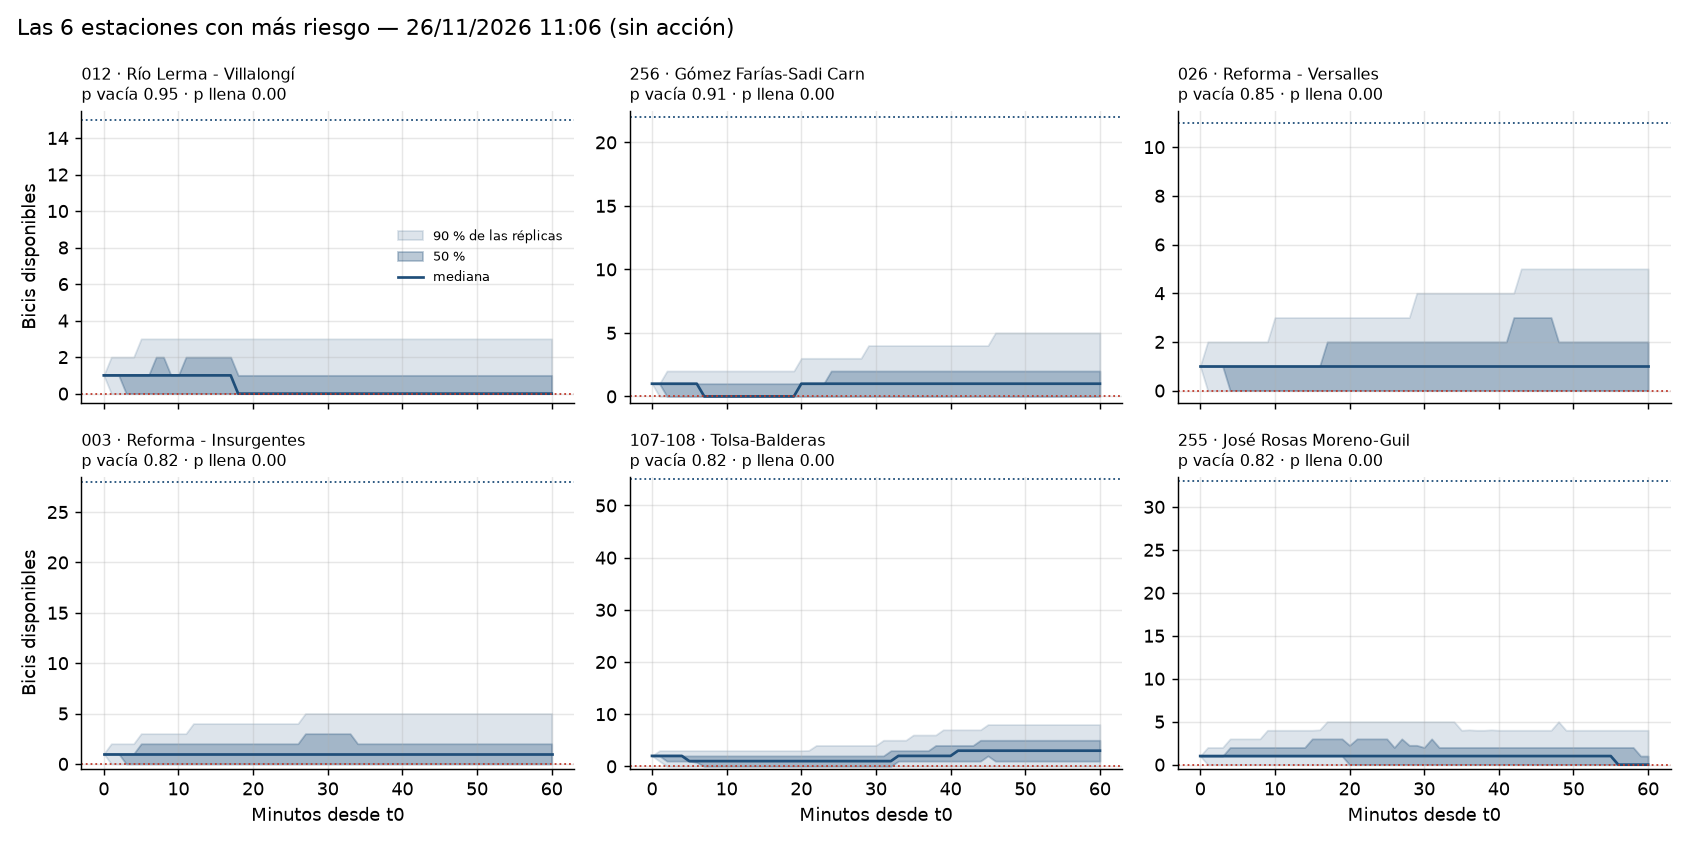 Las 6 estaciones con más riesgo — 26/11/2026 11:06 (sin acción)
012 · Río Lerma - Villalongí
p vacía 0.95 · p llena 0.00
256 · Gómez Farías-Sadi Carn
p vacía 0.91 · p llena 0.00
026 · Reforma - Versalles
p vacía 0.85 · p llena 0.00
Bicis disponibles
14
12
10
8
6
4
2
0
90 % de las réplicas
50 %
mediana
20
15
10
5
0
10
8
6
4
2
0
003 · Reforma - Insurgentes
p vacía 0.82 · p llena 0.00
107-108 · Tolsa-Balderas
p vacía 0.82 · p llena 0.00
255 · José Rosas Moreno-Guil
p vacía 0.82 · p llena 0.00
Bicis disponibles
25
20
15
10
5
0
0 10 20 30 40 50 60
Minutos desde t0
50
40
30
20
10
0
0 10 20 30 40 50 60
Minutos desde t0
30
25
20
15
10
5
0
0 10 20 30 40 50 60
Minutos desde t0